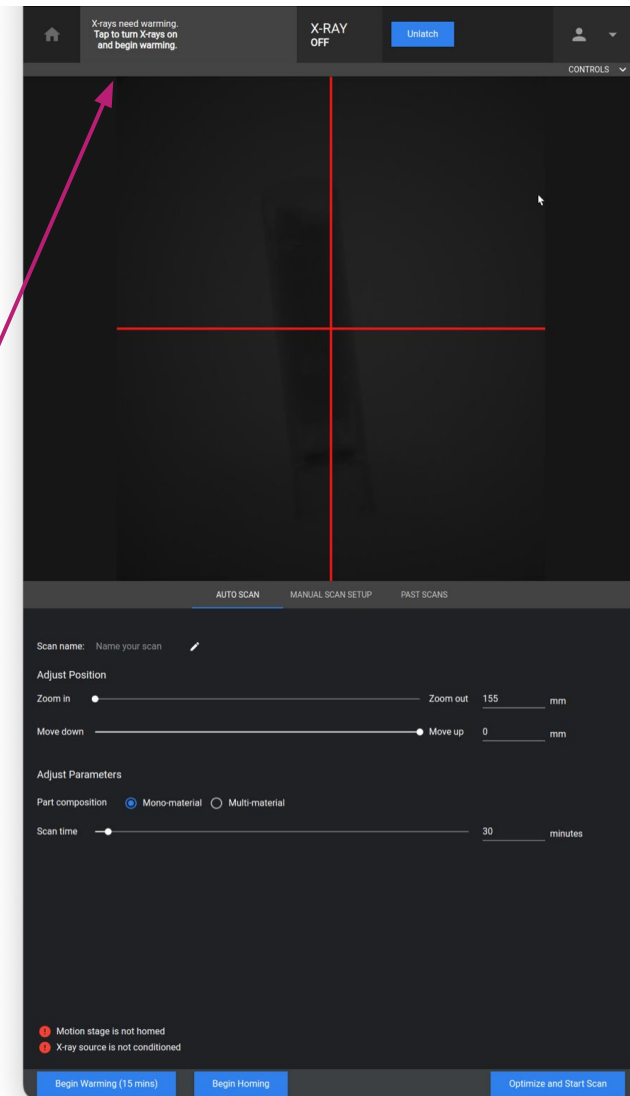 X-rays need warming.
Tap to turn X-rays on
and begin warming.
X-RAY
OFF
Unlatch
CONTROLS
AUTO SCAN
MANUAL SCAN SETUP
PAST SCANS
Scan name: Name your scan
Adjust Position
Zoom in Zoom out 155 mm
Move down Move up 0 mm
Adjust Parameters
Part composition Mono-material Multi-material
Scan time 30 minutes
Motion stage is not homed
X-ray source is not conditioned
Begin Warming (15 mins)
Begin Homing
Optimize and Start Scan